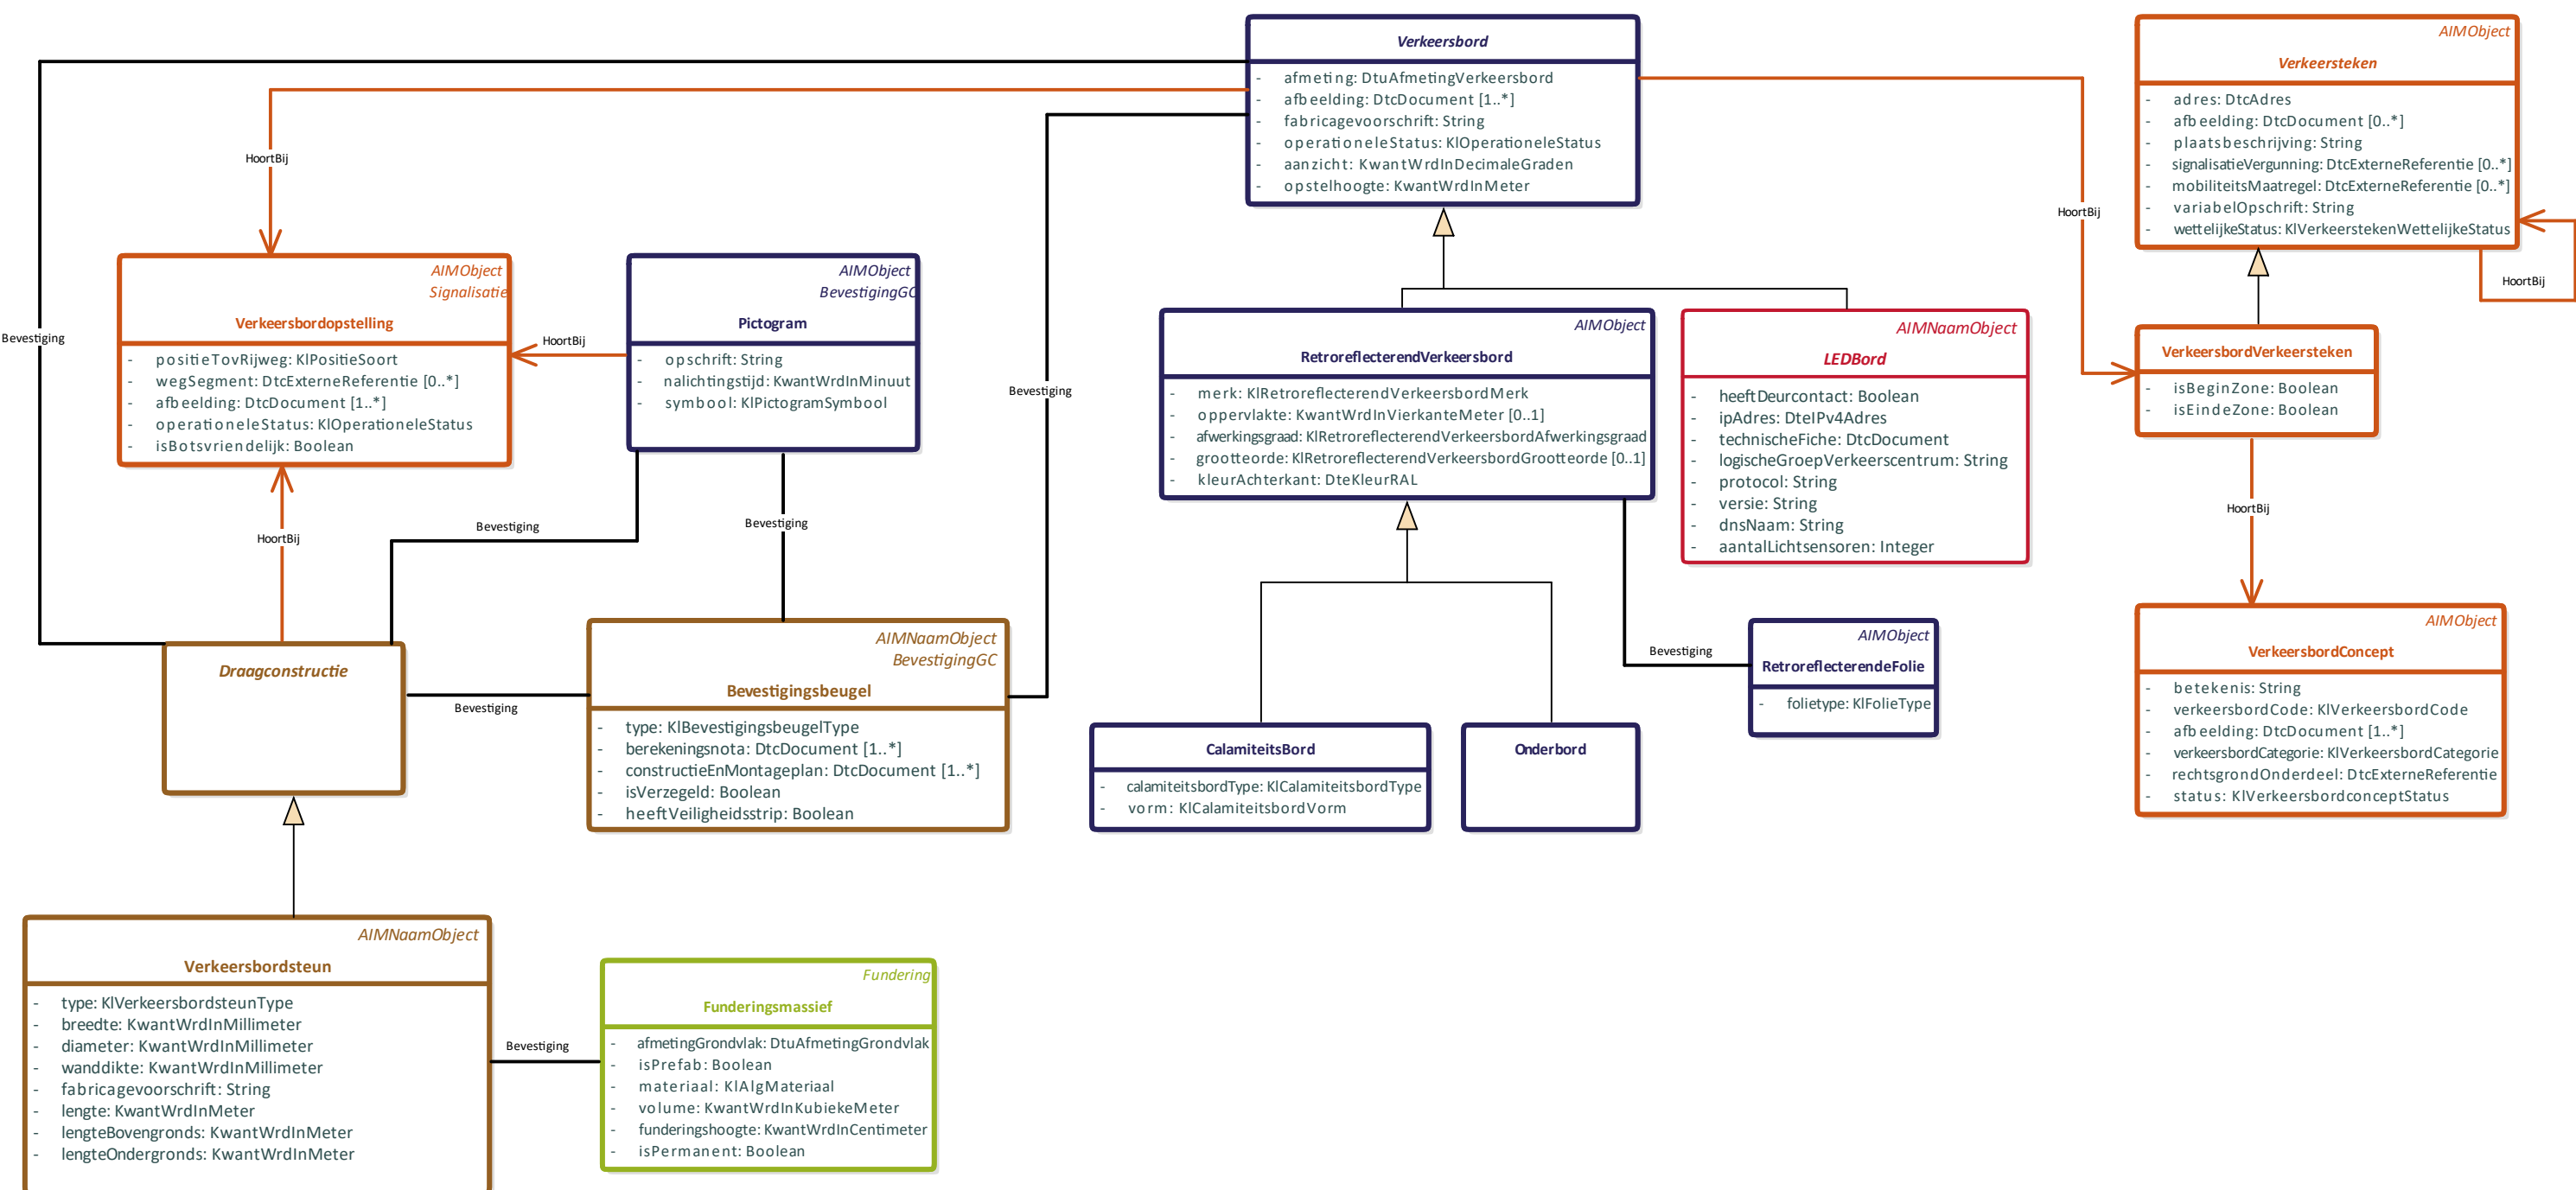 Verkeersbord
- afmeting: DtuAfmetingVerkeersbord
- afbeelding: DtcDocument [1..*]
- fabricagevoorschrift: String
- operationeleStatus: KlOperationeleStatus
- aanzicht: KwantWrdInDecimaleGraden
- opstelhoogte: KwantWrdInMeter
AIMObject
Verkeersteken
- adres: DtcAdres
- afbeelding: DtcDocument [0..*]
- plaatsbeschrijving: String
- signalisatieVergunning: DtcExterneReferentie [0..*]
- mobiliteitsMaatregel: DtcExterneReferentie [0..*]
- variabelOpschrift: String
- wettelijkeStatus: KlVerkeerstekenWettelijkeStatus
HoortBij
HoortBij
HoortBij
Bevestiging
AIMObject
Signalisatie
Verkeersbordopstelling
- positieTovRijweg: KlPositieSoort
- wegSegment: DtcExterneReferentie [0..*]
- afbeelding: DtcDocument [1..*]
- operationeleStatus: KlOperationeleStatus
- isBotsvriendelijk: Boolean
HoortBij
AIMObject
BevestigingGC
Pictogram
- opschrift: String
- nalichtingstijd: KwantWrdInMinuut
- symbool: KlPictogramSymbool
Bevestiging
AIMObject
RetroreflecterendVerkeersbord
- merk: KlRetroreflecterendVerkeersbordMerk
- oppervlakte: KwantWrdInVierkanteMeter [0..1]
- afwerkingsgraad: KlRetroreflecterendVerkeersbordAfwerkingsgraad
- grootteorde: KlRetroreflecterendVerkeersbordGrootteorde [0..1]
- kleurAchterkant: DteKleurRAL
AIMNaamObject
LEDBord
- heeftDeurcontact: Boolean
- ipAdres: DteIPv4Adres
- technischeFiche: DtcDocument
- logischeGroepVerkeerscentrum: String
- protocol: String
- versie: String
- dnsNaam: String
- aantalLichtsensoren: Integer
VerkeersbordVerkeersteken
- isBeginZone: Boolean
- isEindeZone: Boolean
HoortBij
HoortBij
Bevestiging
Bevestiging
Draagconstructie
Bevestiging
AIMNaamObject
BevestigingGC
Bevestigingsbeugel
- type: KlBevestigingsbeugelType
- berekeningsnota: DtcDocument [1..*]
- constructieEnMontageplan: DtcDocument [1..*]
- isVerzegeld: Boolean
- heeftVeiligheidsstrip: Boolean
Bevestiging
AIMObject
RetroreflecterendeFolie
- folietype: KlFolieType
AIMObject
VerkeersbordConcept
- betekenis: String
- verkeersbordCode: KlVerkeersbordCode
- afbeelding: DtcDocument [1..*]
- verkeersbordCategorie: KlVerkeersbordCategorie
- rechtsgrondOnderdeel: DtcExterneReferentie
- status: KlVerkeersbordconceptStatus
CalamiteitsBord
- calamiteitsbordType: KlCalamiteitsbordType
- vorm: KlCalamiteitsbordVorm
Onderbord
AIMNaamObject
Verkeersbordsteun
- type: KlVerkeersbordsteunType
- breedte: KwantWrdInMillimeter
- diameter: KwantWrdInMillimeter
- wanddikte: KwantWrdInMillimeter
- fabricagevoorschrift: String
- lengte: KwantWrdInMeter
- lengteBovengronds: KwantWrdInMeter
- lengteOndergronds: KwantWrdInMeter
Bevestiging
Fundering
Funderingsmassief
- afmetingGrondvlak: DtuAfmetingGrondvlak
- isPrefab: Boolean
- materiaal: KlAlgMateriaal
- volume: KwantWrdInKubiekeMeter
- funderingshoogte: KwantWrdInCentimeter
- isPermanent: Boolean